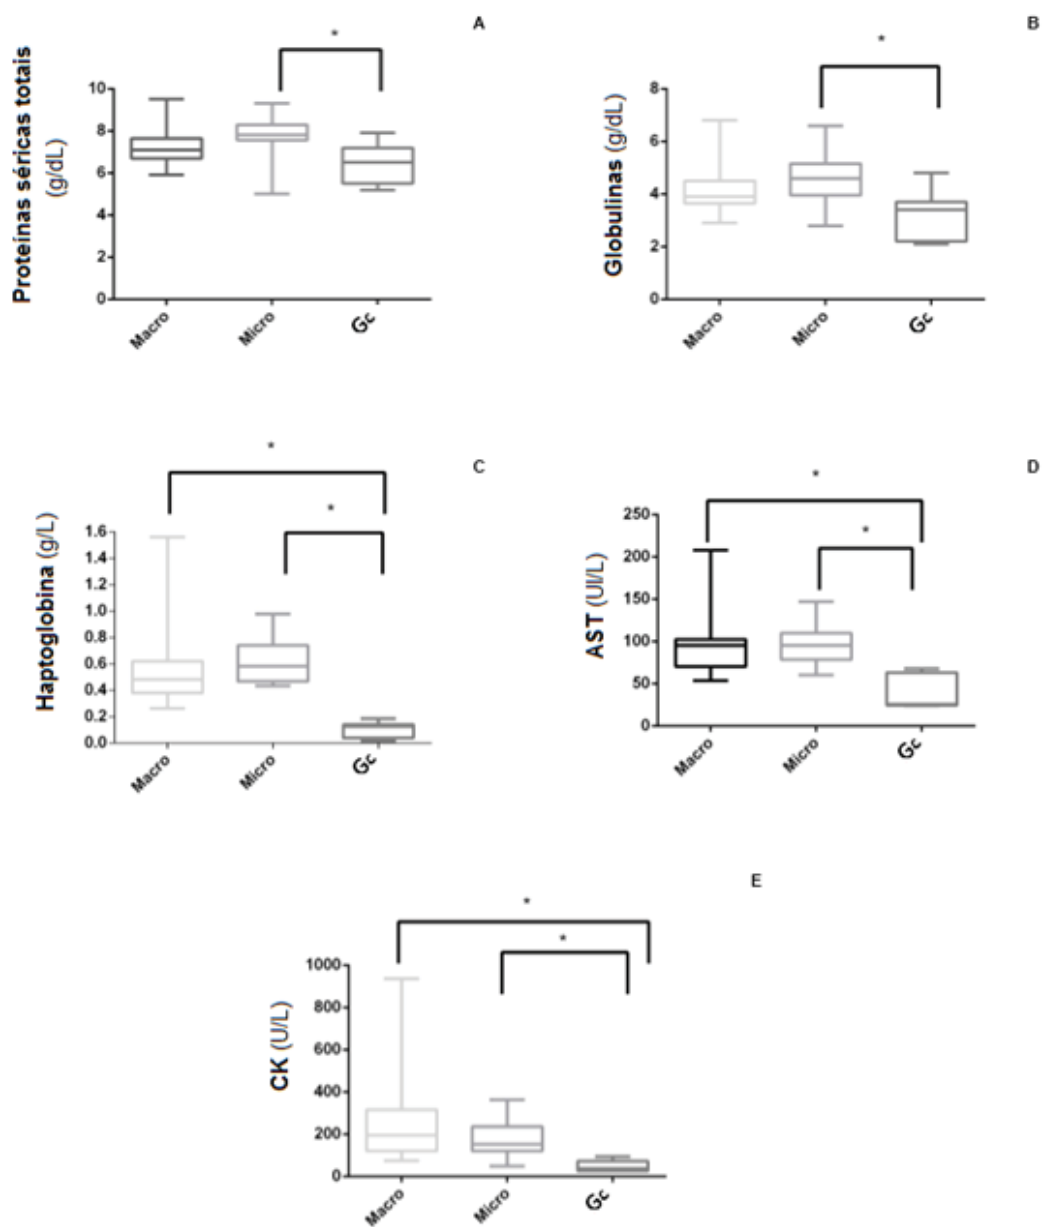 A
*
Proteínas séricas totais
(g/dL)
10
8
6
4
2
0
Macro
Micro
Gc
B
*
Globulinas (g/dL)
8
6
4
2
0
Macro
Micro
Gc
C
*
*
Haptoglobina (g/L)
1.6
1.4
1.2
1.0
0.8
0.6
0.4
0.2
0.0
Macro
Micro
Gc
D
*
*
AST (UI/L)
250
200
150
100
50
0
Macro
Micro
Gc
E
*
*
CK (U/L)
1000
800
600
400
200
0
Macro
Micro
Gc